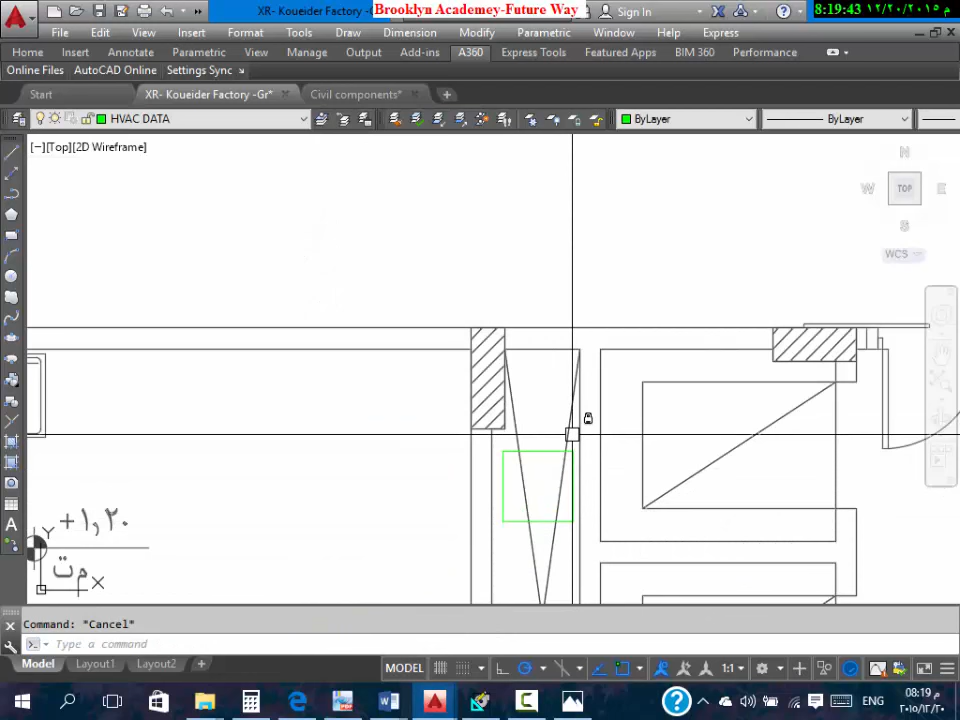 XR- Koueider Factory -G
Brooklyn Academey-Future Way
Sign In
8:19:43 م ١٢/٢٠/٢٠١٥
File Edit View Insert Format Tools Draw Dimension Modify Parametric Window Help Express
Home Insert Annotate Parametric View Manage Output Add-ins A360 Express Tools Featured Apps BIM 360 Performance
Online Files AutoCAD Online Settings Sync
Start XR- Koueider Factory -Gr* Civil components*
HVAC DATA ByLayer ByLayer
[−][Top][2D Wireframe]
N
W TOP E
S
WCS
+١,٢٠
Y
م ت
X
Command: *Cancel*
Type a command
Model Layout1 Layout2
MODEL 1:1
ENG
م 08:19
٢٠١٥/١٢/٢٠